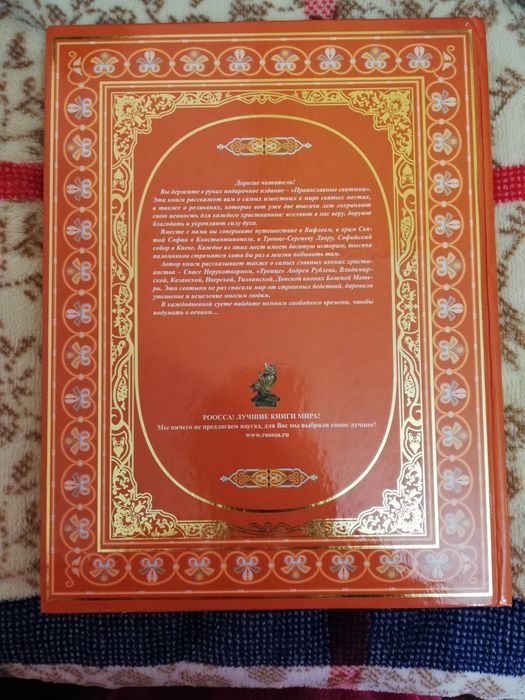 Дорогие читатели!
Вы держите в руках подарочное издание – «Православные святыни».
Эта книга расскажет вам о самых известных в мире святых местах,
а также о реликвиях, которые вот уже две тысячи лет сохраняют
свою ценность для каждого христианина: вселяют в нас веру, даруют
благодать и укрепляют силу духа.
Вместе с нами вы совершите путешествие в Вифлеем, в храм Свя-
той Софии в Константинополе, в Троице-Сергиеву Лавру, Софийский
собор в Киеве. Каждое из этих мест имеет богатую историю, тысячи
паломников стремятся хотя бы раз в жизни побывать там.
Автор книги рассказывает также о самых главных иконах христи-
анства – Спасе Нерукотворном, «Троице» Андрея Рублева, Владимир-
ской, Казанской, Иверской, Тихвинской, Донской иконах Божией Мате-
ри. Эти святыни не раз спасали мир от страшных бедствий, даровали
утешение и исцеление многим людям.
В каждодневной суете найдите немного свободного времени, чтобы
подумать о вечном...
РООССА! ЛУЧШИЕ КНИГИ МИРА!
Мы ничего не предлагаем наугад, для Вас мы выбрали самое лучшее!
www.roossa.ru